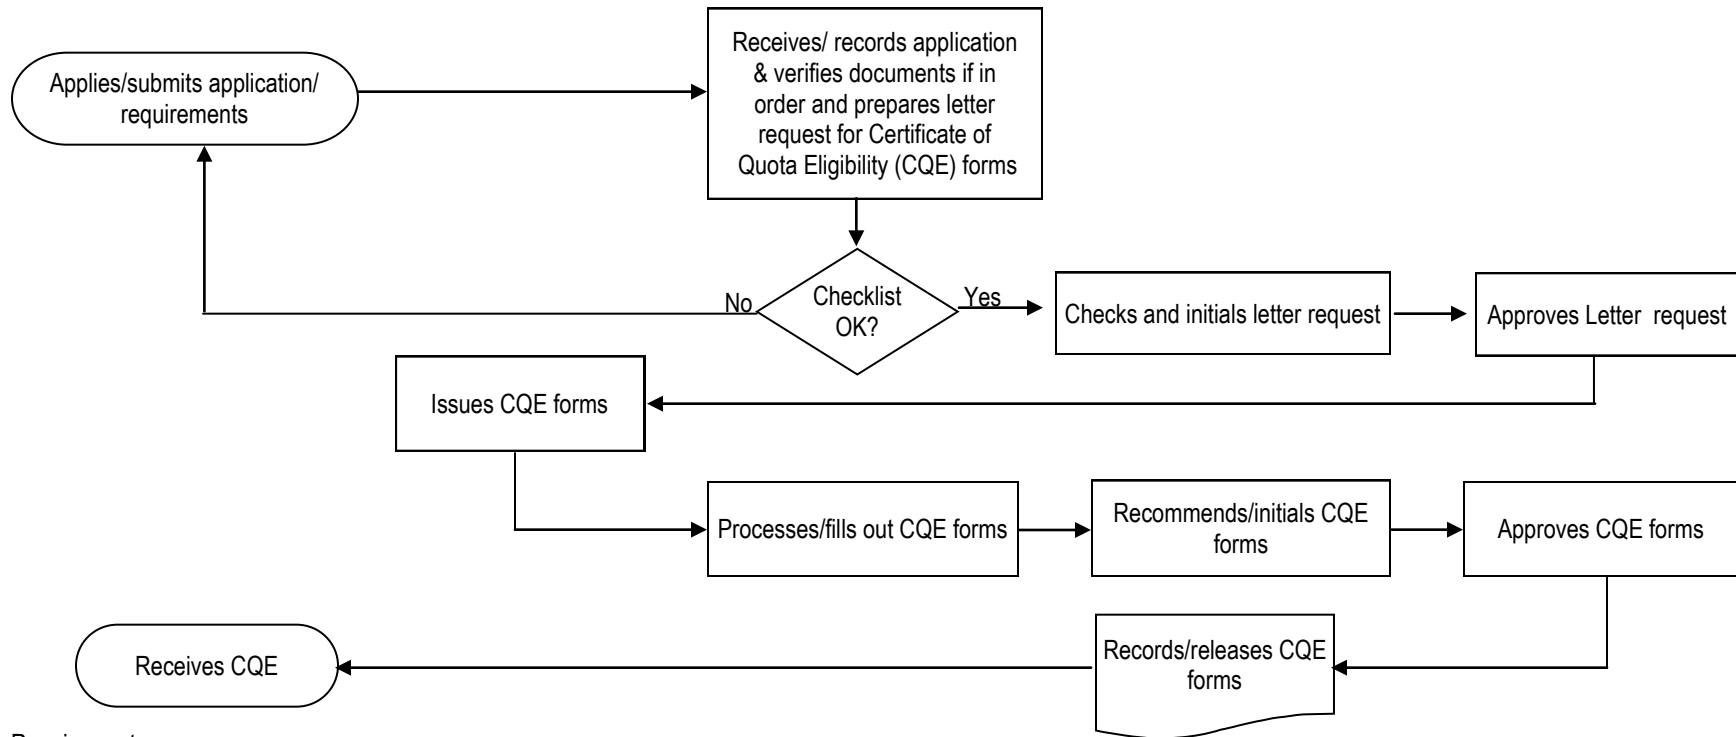 Applies/submits application/
requirements
Receives/ records application
& verifies documents if in
order and prepares letter
request for Certificate of
Quota Eligibility (CQE) forms
No
Checklist
OK?
Yes
Checks and initials letter request
Approves Letter request
Issues CQE forms
Processes/fills out CQE forms
Recommends/initials CQE
forms
Approves CQE forms
Receives CQE
Records/releases CQE
forms